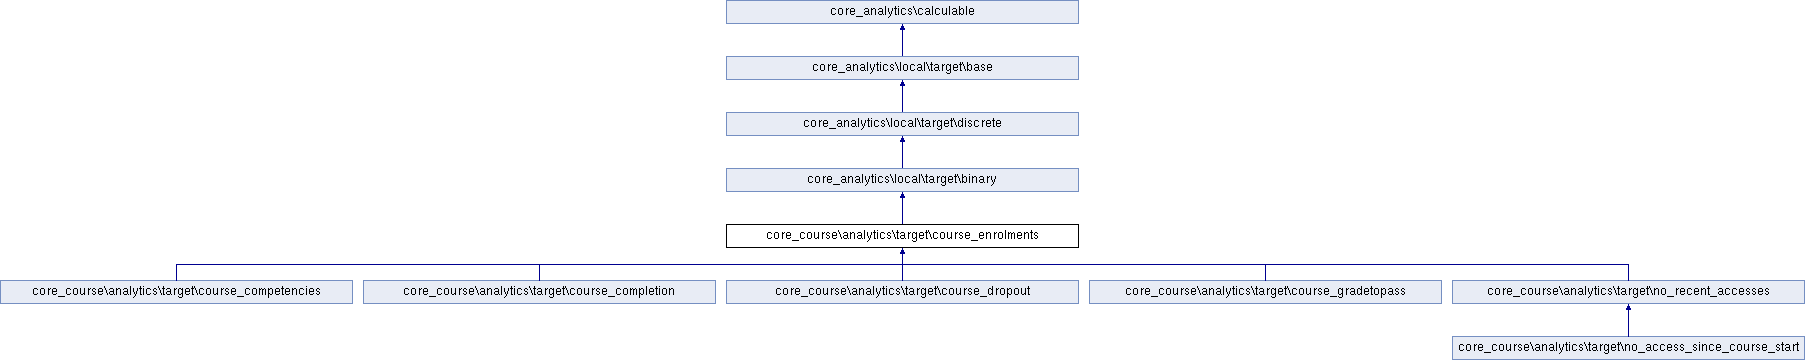 core_analytics\calculable
core_analytics\local\target\base
core_analytics\local\target\discrete
core_analytics\local\target\binary
core_course\analytics\target\course_enrolments
core_course\analytics\target\course_competencies
core_course\analytics\target\course_completion
core_course\analytics\target\course_dropout
core_course\analytics\target\course_gradetopass
core_course\analytics\target\no_recent_accesses
core_course\analytics\target\no_access_since_course_start